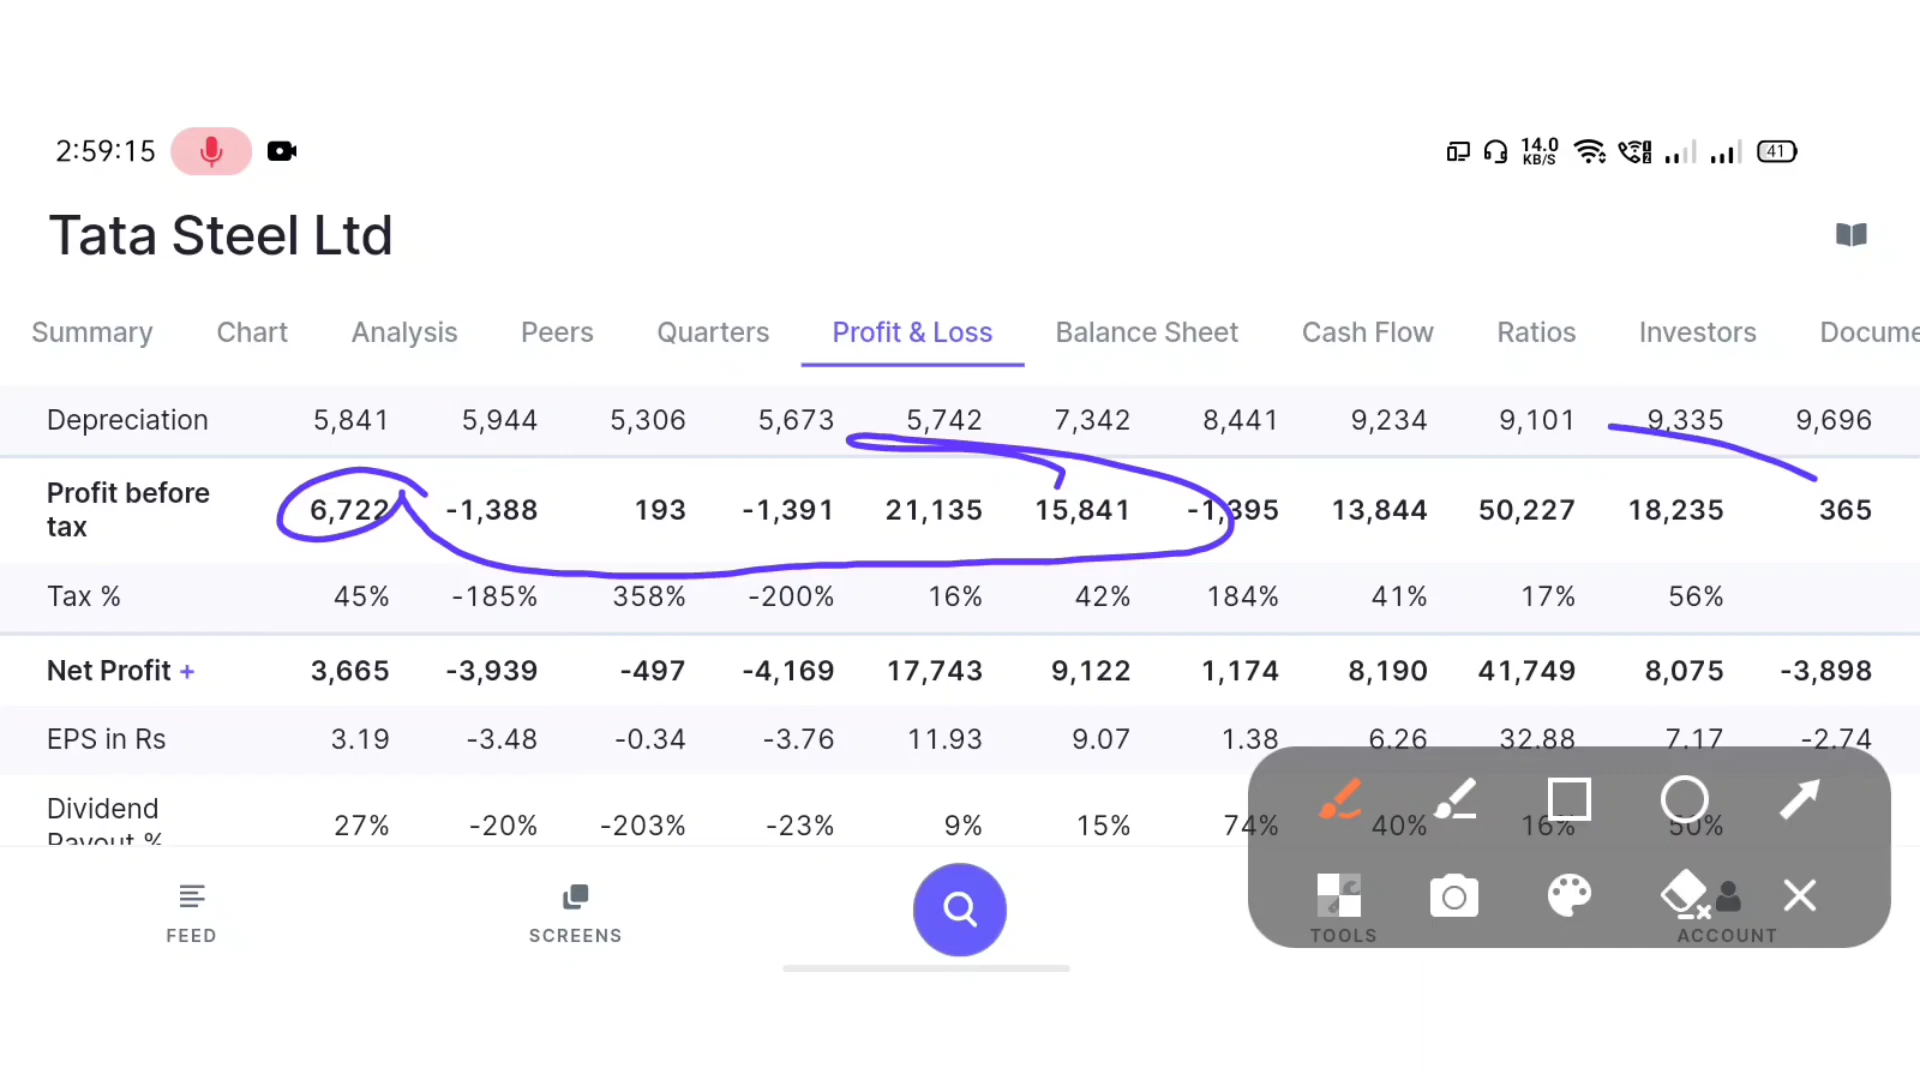 2:59:15 14.0 KB/S 41
Tata Steel Ltd
Summary Chart Analysis Peers Quarters Profit & Loss Balance Sheet Cash Flow Ratios Investors Docume
Depreciation 5,841 5,944 5,306 5,673 5,742 7,342 8,441 9,234 9,101 9,335 9,696
Profit before tax 6,722 -1,388 193 -1,391 21,135 15,841 -1,395 13,844 50,227 18,235 365
Tax % 45% -185% 358% -200% 16% 42% 184% 41% 17% 56%
Net Profit + 3,665 -3,939 -497 -4,169 17,743 9,122 1,174 8,190 41,749 8,075 -3,898
EPS in Rs 3.19 -3.48 -0.34 -3.76 11.93 9.07 1.38 6.26 32.88 7.17 -2.74
Dividend Payout % 27% -20% -203% -23% 9% 15% 74% 40% 16% 50%
FEED SCREENS TOOLS ACCOUNT